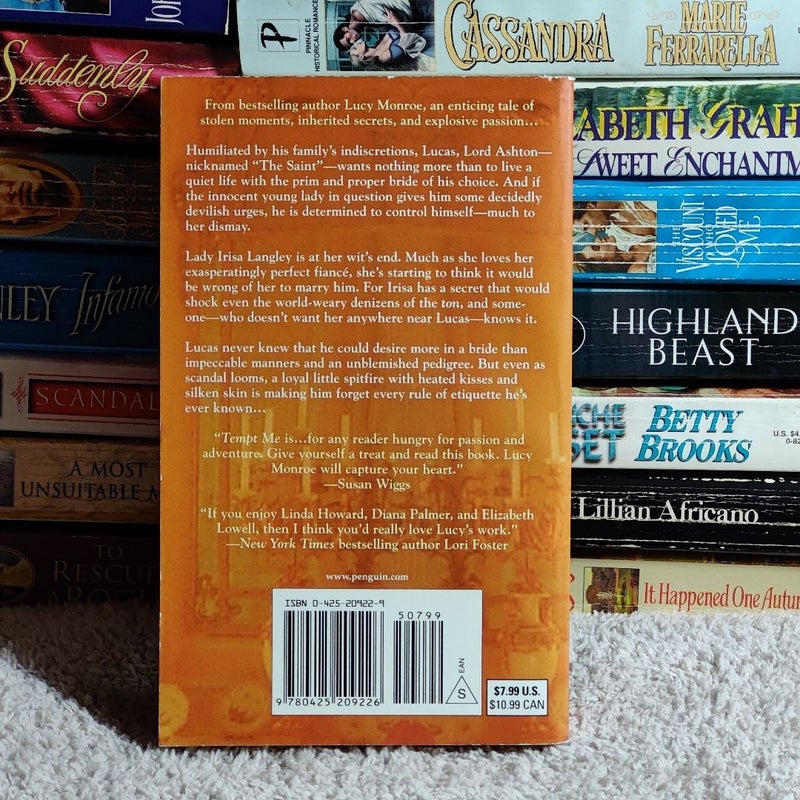 JO
Suddenly
NLEY Infamo
SCANDAL
A MOST
UNSUITABLE M
TO
RESCUE
A ROGU
P
PINNACLE
HISTORICAL ROMANCE
CASSANDRA
MARIE
FERRARELLA
From bestselling author Lucy Monroe, an enticing tale of
stolen moments, inherited secrets, and explosive passion…
Humiliated by his family's indiscretions, Lucas, Lord Ashton—
nicknamed "The Saint"—wants nothing more than to live a
quiet life with the prim and proper bride of his choice. And if
the innocent young lady in question gives him some decidedly
devilish urges, he is determined to control himself—much to
her dismay.
Lady Irisa Langley is at her wit's end. Much as she loves her
exasperatingly perfect fiancé, she's starting to think it would
be wrong of her to marry him. For Irisa has a secret that would
shock even the world-weary denizens of the ton, and some-
one—who doesn't want her anywhere near Lucas—knows it.
Lucas never knew that he could desire more in a bride than
impeccable manners and an unblemished pedigree. But even as
scandal looms, a loyal little spitfire with heated kisses and
silken skin is making him forget every rule of etiquette he's
ever known…
"Tempt Me is…for any reader hungry for passion and
adventure. Give yourself a treat and read this book. Lucy
Monroe will capture your heart."
—Susan Wiggs
"If you enjoy Linda Howard, Diana Palmer, and Elizabeth
Lowell, then I think you'd really love Lucy's work."
—New York Times bestselling author Lori Foster
www.penguin.com
ISBN 0-425-20922-9
50799
9 780425 209226
EAN
S
$7.99 U.S.
$10.99 CAN
ABETH GRAH
SWEET ENCHANTM
THE
VISCOUNT
WHO
LOVED
ME
HIGHLAND
BEAST
CHE
SET
BETTY
BROOKS
U.S. $4.
0-82
Lillian Africano
It Happened One Autum